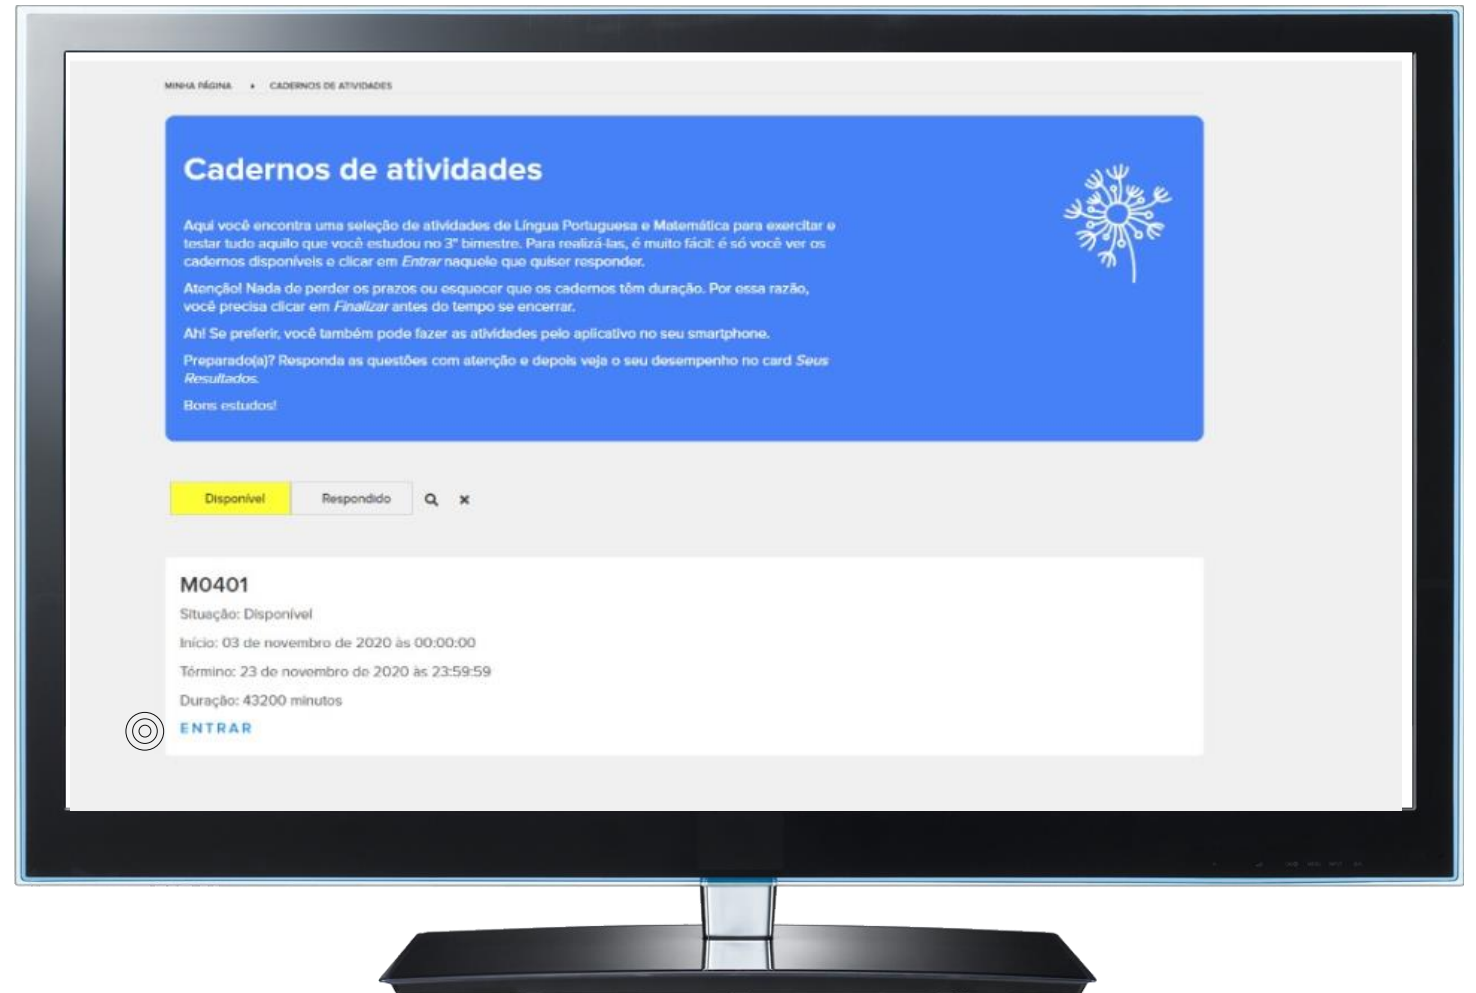 MINHA PÁGINA
CADERNOS DE ATIVIDADES
Cadernos de atividades
Aqui você encontra uma seleção de atividades de Língua Portuguesa e Matemática para exercitar e
testar tudo aquilo que você estudou no 3º bimestre. Para realizá-las, é muito fácil: é só você ver os
cadernos disponíveis e clicar em Entrar naquele que quiser responder.
Atenção! Nada de perder os prazos ou esquecer que os cadernos têm duração. Por essa razão,
você precisa clicar em Finalizar antes do tempo se encerrar.
Ah! Se preferir, você também pode fazer as atividades pelo aplicativo no seu smartphone.
Preparado(a)? Responda as questões com atenção e depois veja o seu desempenho no card Seus
Resultados.
Bons estudos!
Disponível
Respondido
M0401
Situação: Disponível
Início: 03 de novembro de 2020 às 00:00:00
Término: 23 de novembro de 2020 às 23:59:59
Duração: 43200 minutos
ENTRAR